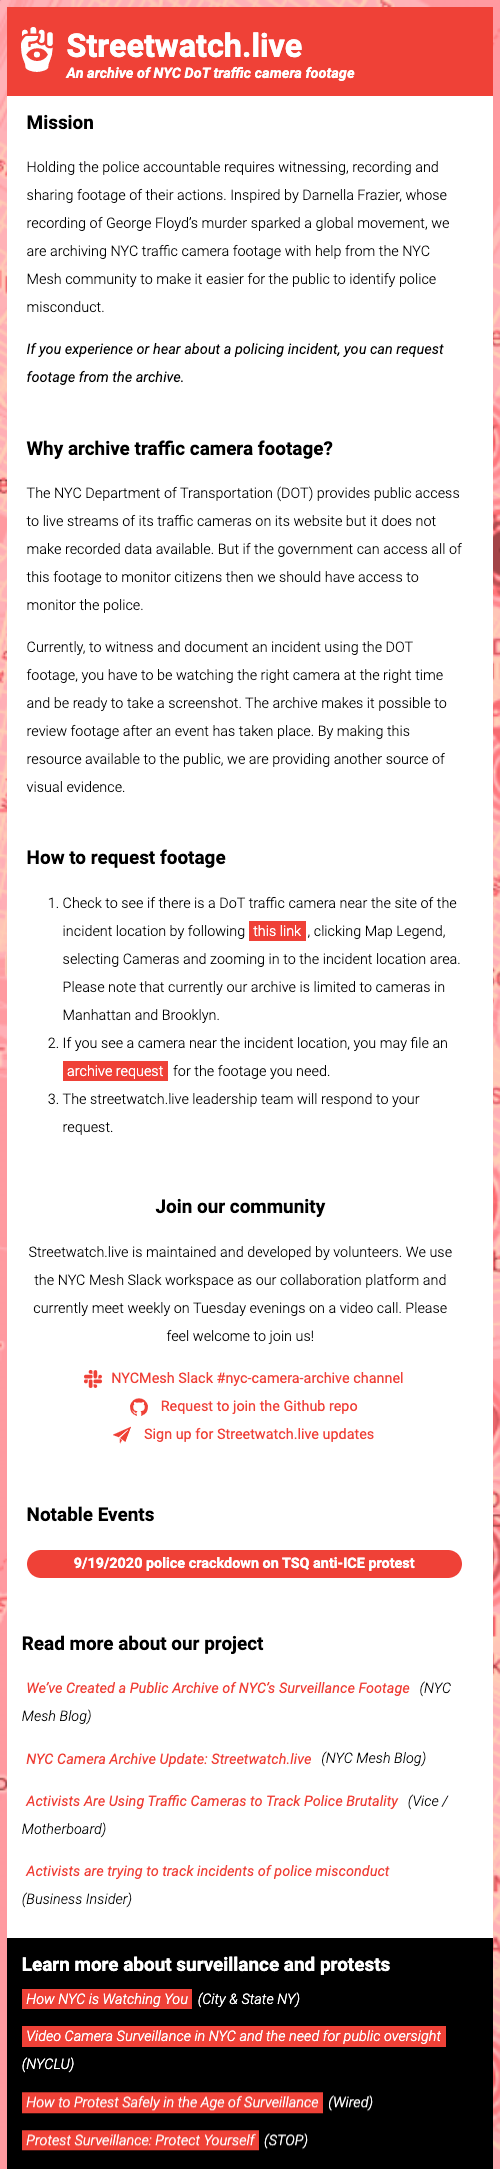 Streetwatch.live
An archive of NYC DoT traffic camera footage
Mission
Holding the police accountable requires witnessing, recording and
sharing footage of their actions. Inspired by Darnella Frazier, whose
recording of George Floyd’s murder sparked a global movement, we
are archiving NYC traffic camera footage with help from the NYC
Mesh community to make it easier for the public to identify police
misconduct.
If you experience or hear about a policing incident, you can request
footage from the archive.
Why archive traffic camera footage?
The NYC Department of Transportation (DOT) provides public access
to live streams of its traffic cameras on its website but it does not
make recorded data available. But if the government can access all of
this footage to monitor citizens then we should have access to
monitor the police.
Currently, to witness and document an incident using the DOT
footage, you have to be watching the right camera at the right time
and be ready to take a screenshot. The archive makes it possible to
review footage after an event has taken place. By making this
resource available to the public, we are providing another source of
visual evidence.
How to request footage
1. Check to see if there is a DoT traffic camera near the site of the
incident location by following this link , clicking Map Legend,
selecting Cameras and zooming in to the incident location area.
Please note that currently our archive is limited to cameras in
Manhattan and Brooklyn.
2. If you see a camera near the incident location, you may file an
archive request for the footage you need.
3. The streetwatch.live leadership team will respond to your
request.
Join our community
Streetwatch.live is maintained and developed by volunteers. We use
the NYC Mesh Slack workspace as our collaboration platform and
currently meet weekly on Tuesday evenings on a video call. Please
feel welcome to join us!
NYCMesh Slack #nyc-camera-archive channel
Request to join the Github repo
Sign up for Streetwatch.live updates
Notable Events
9/19/2020 police crackdown on TSQ anti-ICE protest
Read more about our project
We’ve Created a Public Archive of NYC’s Surveillance Footage (NYC
Mesh Blog)
NYC Camera Archive Update: Streetwatch.live (NYC Mesh Blog)
Activists Are Using Traffic Cameras to Track Police Brutality (Vice /
Motherboard)
Activists are trying to track incidents of police misconduct
(Business Insider)
Learn more about surveillance and protests
How NYC is Watching You (City & State NY)
Video Camera Surveillance in NYC and the need for public oversight
(NYCLU)
How to Protest Safely in the Age of Surveillance (Wired)
Protest Surveillance: Protect Yourself (STOP)